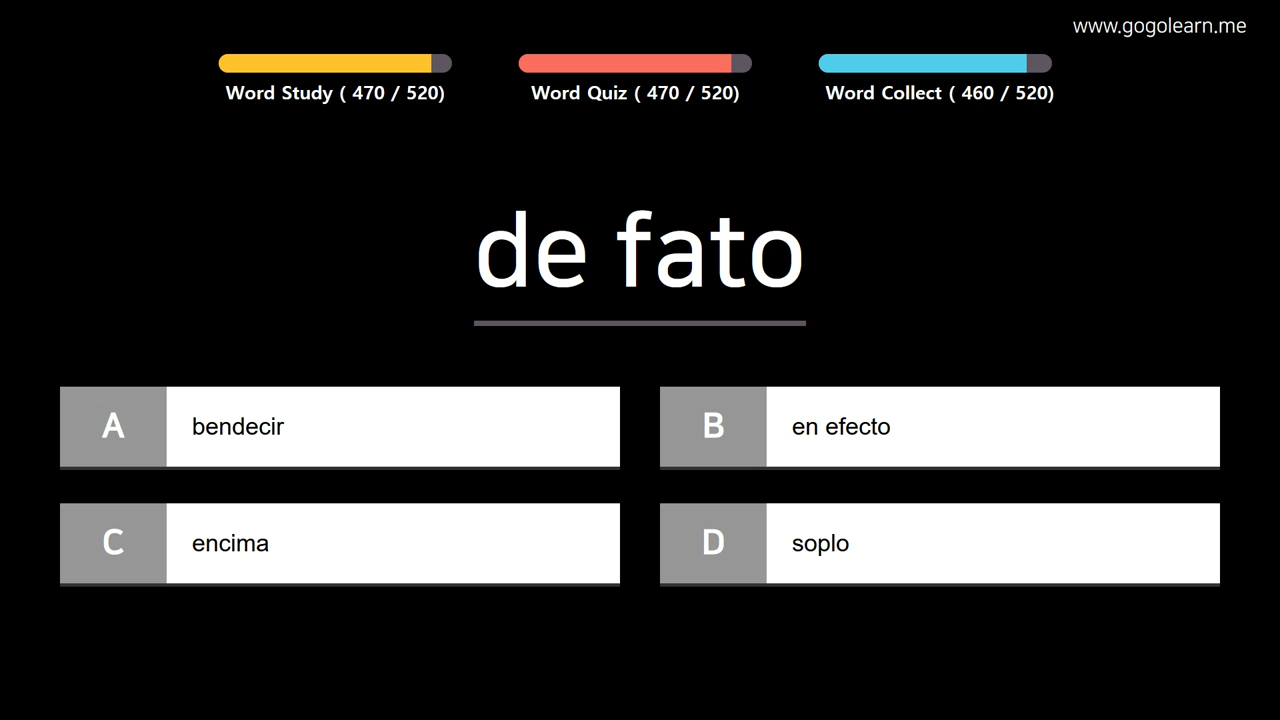 www.gogolearn.me
Word Study ( 470 / 520)
Word Quiz ( 470 / 520)
Word Collect ( 460 / 520)
de fato
A bendecir
B en efecto
C encima
D soplo